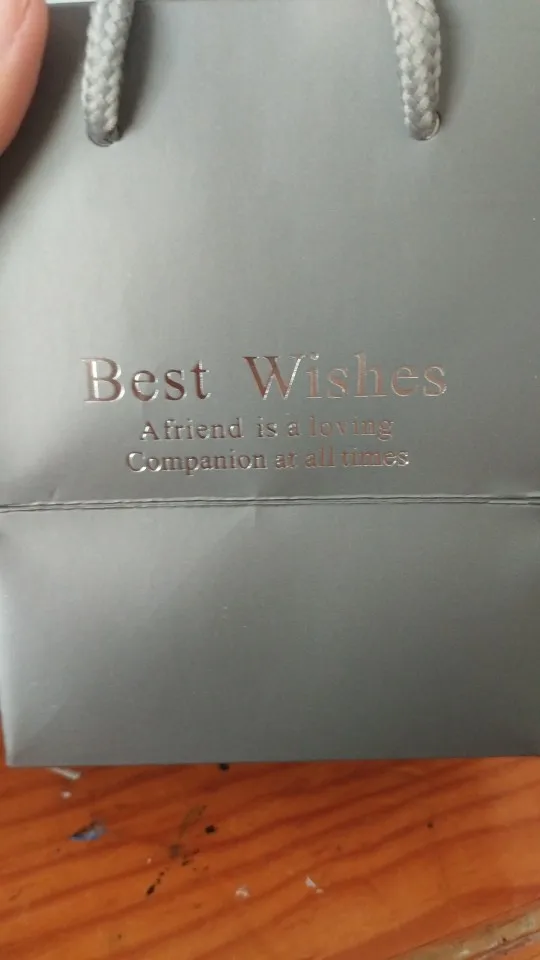 Best Wishes
Afriend is a loving
Companion at all times